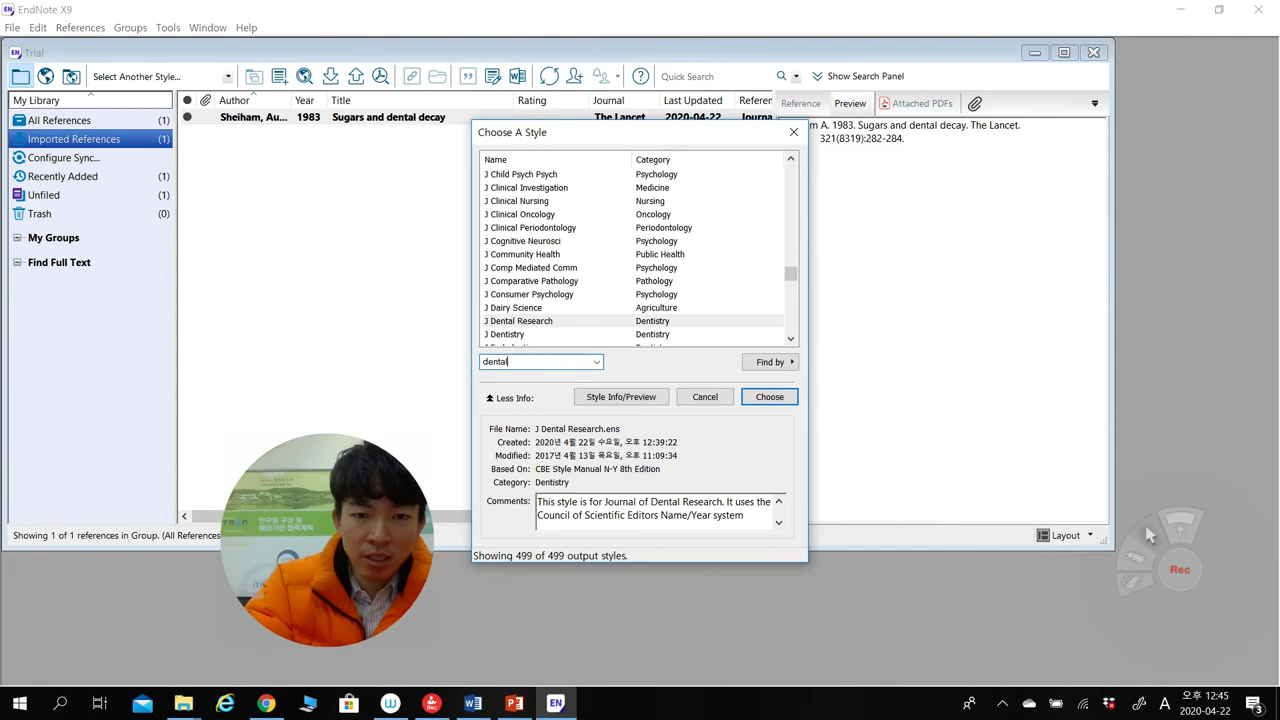 EndNote X9
File Edit References Groups Tools Window Help
Trial
Select Another Style...
Quick Search
Show Search Panel
My Library
All References (1)
Imported References (1)
Configure Sync...
Recently Added (1)
Unfiled (1)
Trash (0)
My Groups
Find Full Text
Author Year Title Rating Journal Last Updated Referen
Sheiham, Au... 1983 Sugars and dental decay The Lancet 2020-04-22 Journa
Reference Preview Attached PDFs
m A. 1983. Sugars and dental decay. The Lancet.
321(8319):282-284.
Choose A Style
Name Category
J Child Psych Psych Psychology
J Clinical Investigation Medicine
J Clinical Nursing Nursing
J Clinical Oncology Oncology
J Clinical Periodontology Periodontology
J Cognitive Neurosci Psychology
J Community Health Public Health
J Comp Mediated Comm Psychology
J Comparative Pathology Pathology
J Consumer Psychology Psychology
J Dairy Science Agriculture
J Dental Research Dentistry
J Dentistry Dentistry
dental
Find by
Less Info:
Style Info/Preview
Cancel
Choose
File Name: J Dental Research.ens
Created: 2020년 4월 22일 수요일, 오후 12:39:22
Modified: 2017년 4월 13일 목요일, 오후 11:09:34
Based On: CBE Style Manual N-Y 8th Edition
Category: Dentistry
Comments: This style is for Journal of Dental Research. It uses the
Council of Scientific Editors Name/Year system
Showing 499 of 499 output styles.
Showing 1 of 1 references in Group. (All References
Layout
Rec
오후 12:45
2020-04-22